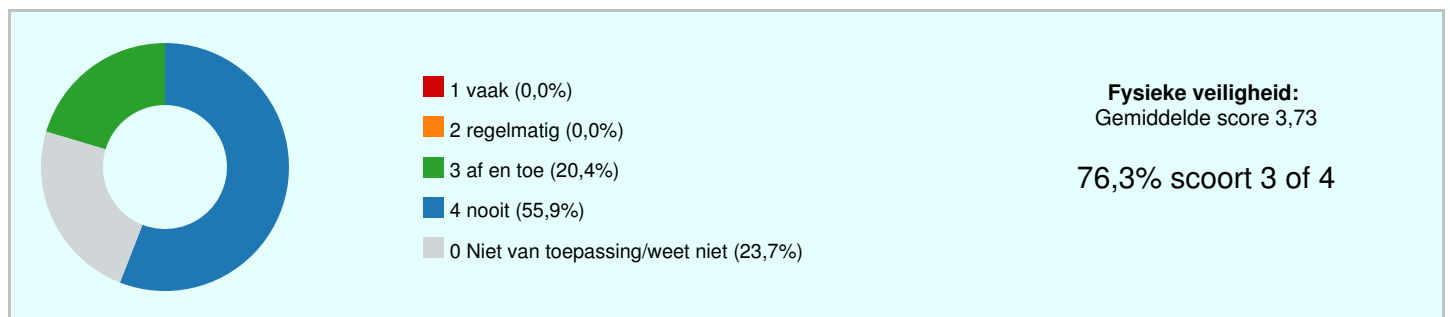 1 vaak (0,0%)
2 regelmatig (0,0%)
3 af en toe (20,4%)
4 nooit (55,9%)
0 Niet van toepassing/weet niet (23,7%)
Fysieke veiligheid:
Gemiddelde score 3,73
76,3% scoort 3 of 4